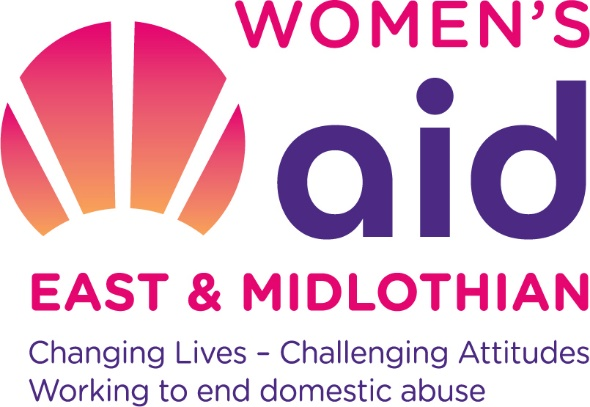 WOMEN'S
aid
EAST & MIDLOTHIAN
Changing Lives – Challenging Attitudes
Working to end domestic abuse